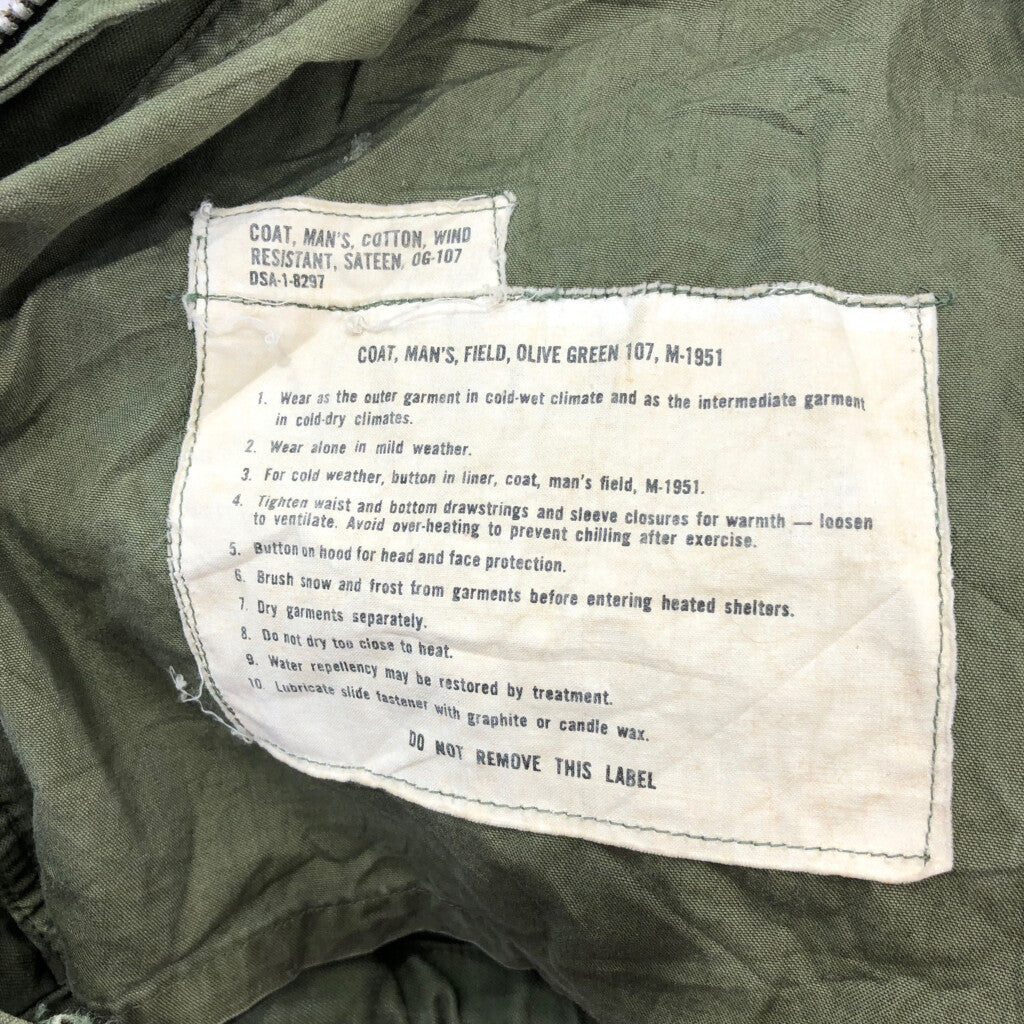 COAT, MAN'S, COTTON, WIND
RESISTANT, SATEEN, OG-107
DSA-1-8297
COAT, MAN'S, FIELD, OLIVE GREEN 107, M-1951
1. Wear as the outer garment in cold-wet climate and as the intermediate garment
in cold-dry climates.
2. Wear alone in mild weather.
3. For cold weather, button in liner, coat, man's field, M-1951.
4. Tighten waist and bottom drawstrings and sleeve closures for warmth — loosen
to ventilate. Avoid over-heating to prevent chilling after exercise.
5. Button on hood for head and face protection.
6. Brush snow and frost from garments before entering heated shelters.
7. Dry garments separately.
8. Do not dry too close to heat.
9. Water repellency may be restored by treatment.
10. Lubricate slide fastener with graphite or candle wax.
DO NOT REMOVE THIS LABEL